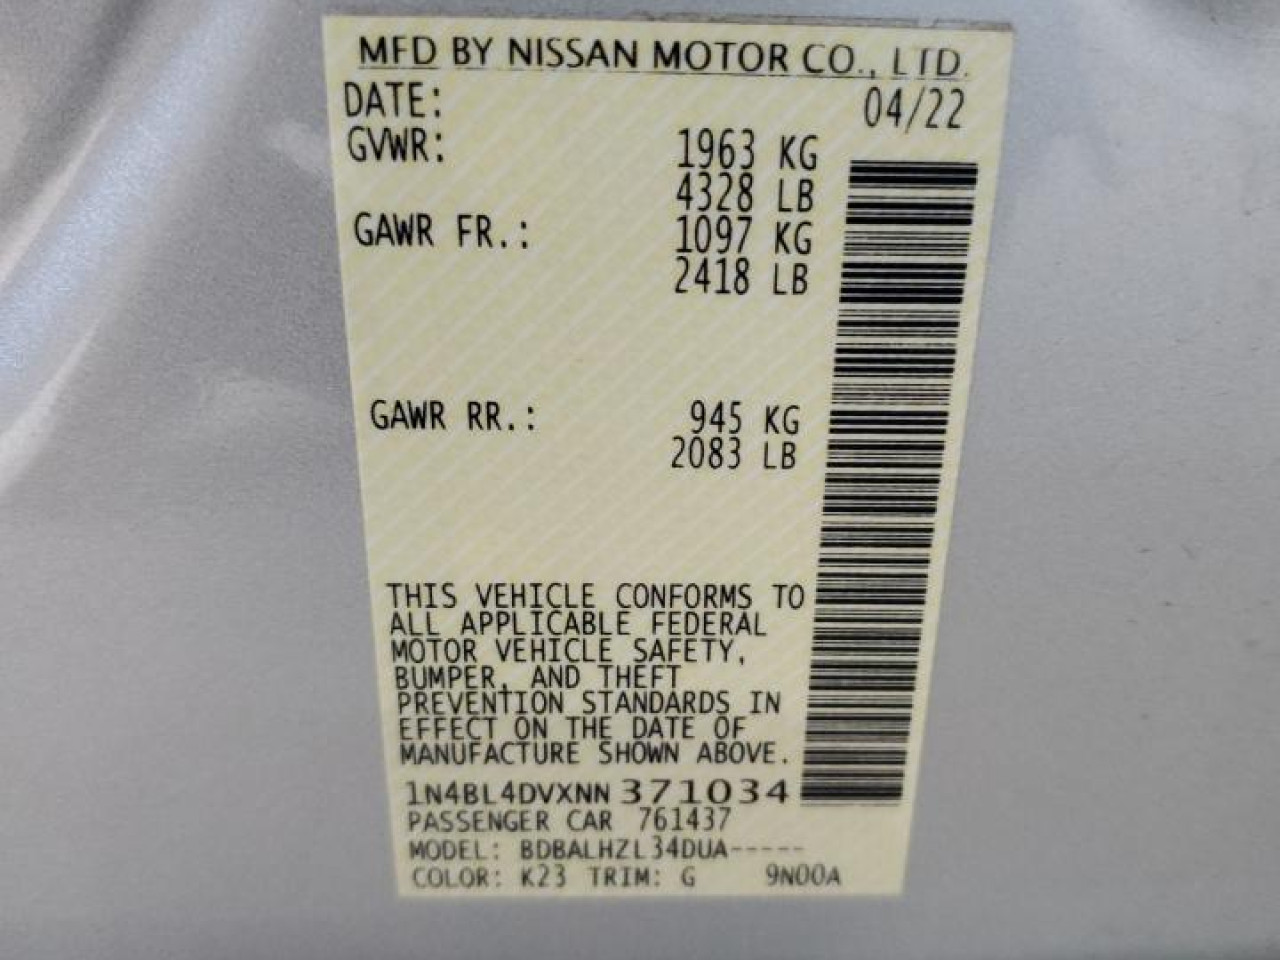 MFD BY NISSAN MOTOR CO., LTD.
DATE: 04/22
GVWR: 1963 KG
4328 LB
GAWR FR.: 1097 KG
2418 LB
GAWR RR.: 945 KG
2083 LB
THIS VEHICLE CONFORMS TO
ALL APPLICABLE FEDERAL
MOTOR VEHICLE SAFETY,
BUMPER, AND THEFT
PREVENTION STANDARDS IN
EFFECT ON THE DATE OF
MANUFACTURE SHOWN ABOVE.
1N4BL4DVXNN371034
PASSENGER CAR 761437
MODEL: BDBALHZL34DUA-----
COLOR: K23 TRIM: G 9N00A